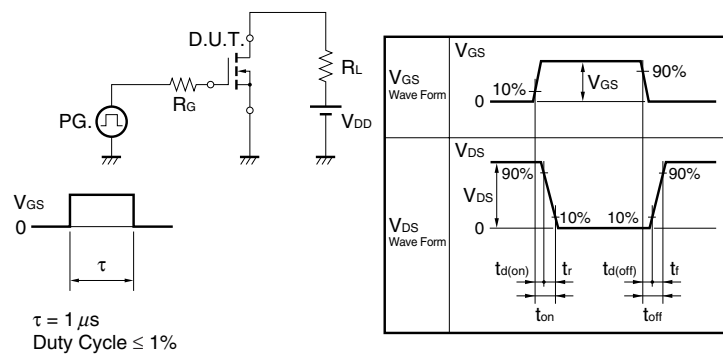 D.U.T.
RL
RG
PG.
VDD
VGS
0
τ
τ = 1 μs
Duty Cycle ≤ 1%
VGS
Wave Form
VGS
10%
VGS
90%
0
VDS
Wave Form
VDS
90%
VDS
10%
10%
90%
0
td(on)
tr
td(off)
tf
ton
toff